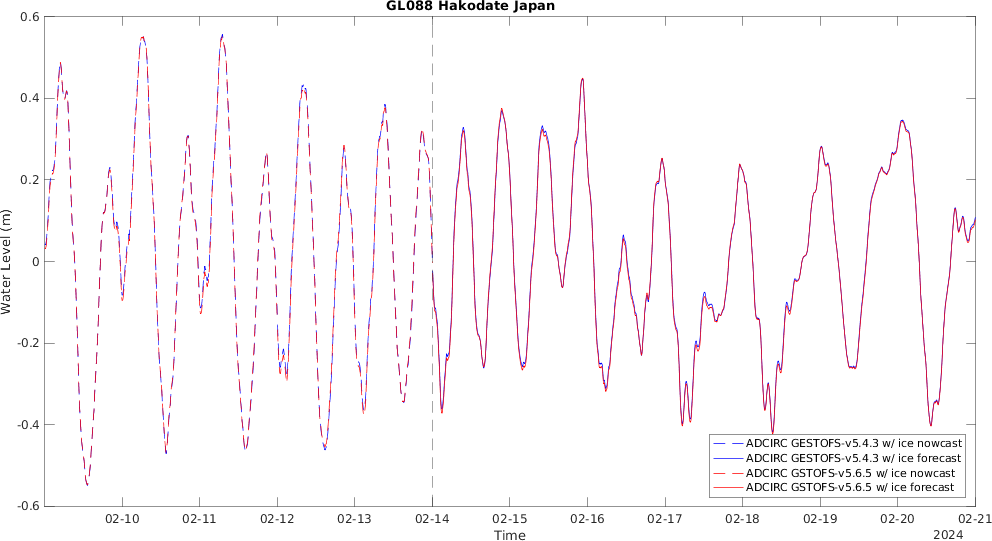 GL088 Hakodate Japan
Water Level (m)
0.6
0.4
0.2
0
-0.2
-0.4
-0.6
02-10 02-11 02-12 02-13 02-14 02-15 02-16 02-17 02-18 02-19 02-20 02-21
Time
2024
ADCIRC GESTOFS-v5.4.3 w/ ice nowcast
ADCIRC GESTOFS-v5.4.3 w/ ice forecast
ADCIRC GSTOFS-v5.6.5 w/ ice nowcast
ADCIRC GSTOFS-v5.6.5 w/ ice forecast